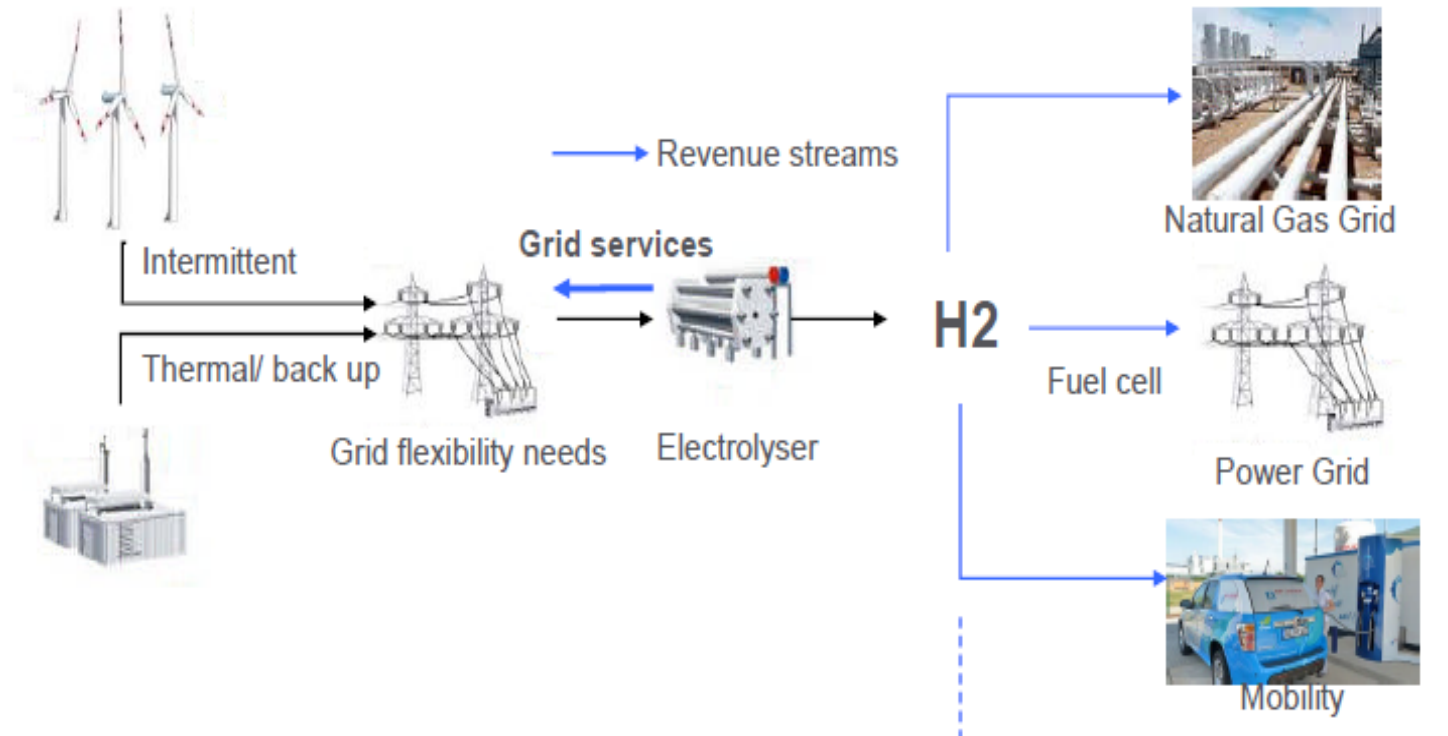 Revenue streams
Natural Gas Grid
Grid services
Intermittent
H2
Thermal/ back up
Fuel cell
Grid flexibility needs
Electrolyser
Power Grid
Mobility